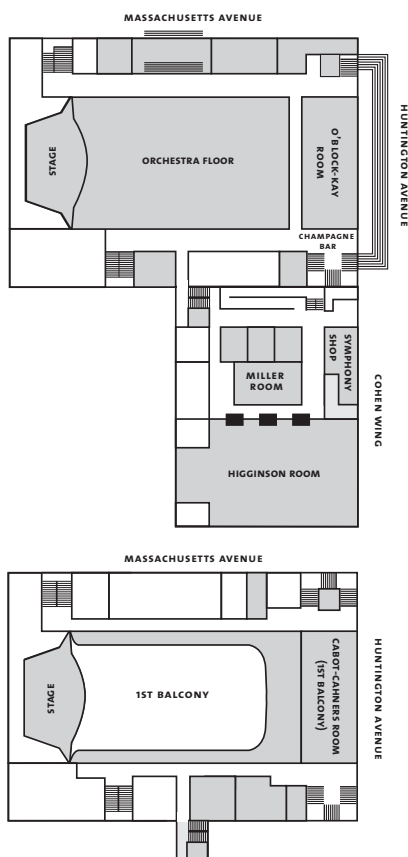 MASSACHUSETTS AVENUE
HUNTINGTON AVENUE
STAGE
ORCHESTRA FLOOR
O'BLOCK-KAY
ROOM
CHAMPAGNE
BAR
SYMPHONY
SHOP
MILLER
ROOM
COHEN WING
HIGGINSON ROOM
MASSACHUSETTS AVENUE
HUNTINGTON AVENUE
STAGE
1ST BALCONY
CABOT-CAHNERS ROOM
(1ST BALCONY)